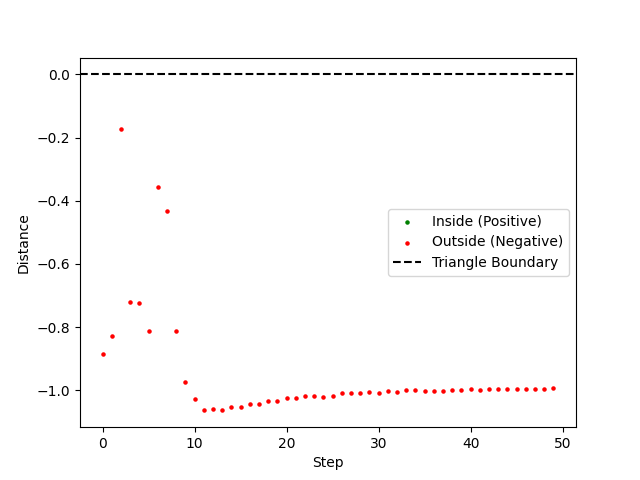 0.0
−0.2
−0.4
−0.6
−0.8
−1.0
Distance
Inside (Positive)
Outside (Negative)
Triangle Boundary
0 10 20 30 40 50
Step